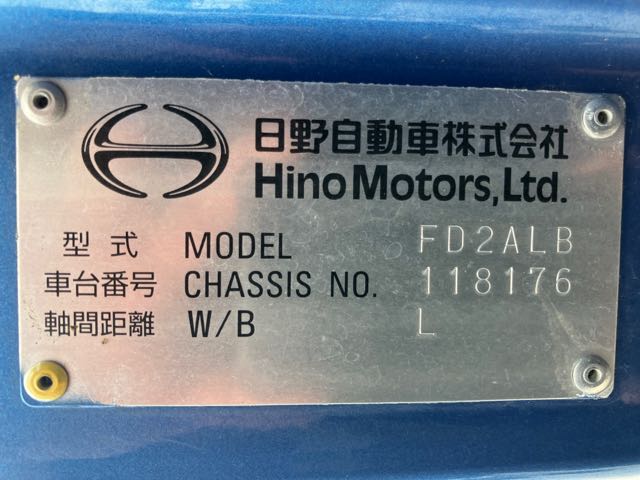 日野自動車株式会社
Hino Motors, Ltd.
型式 MODEL FD2ALB
車台番号 CHASSIS NO. 118176
軸間距離 W/B L